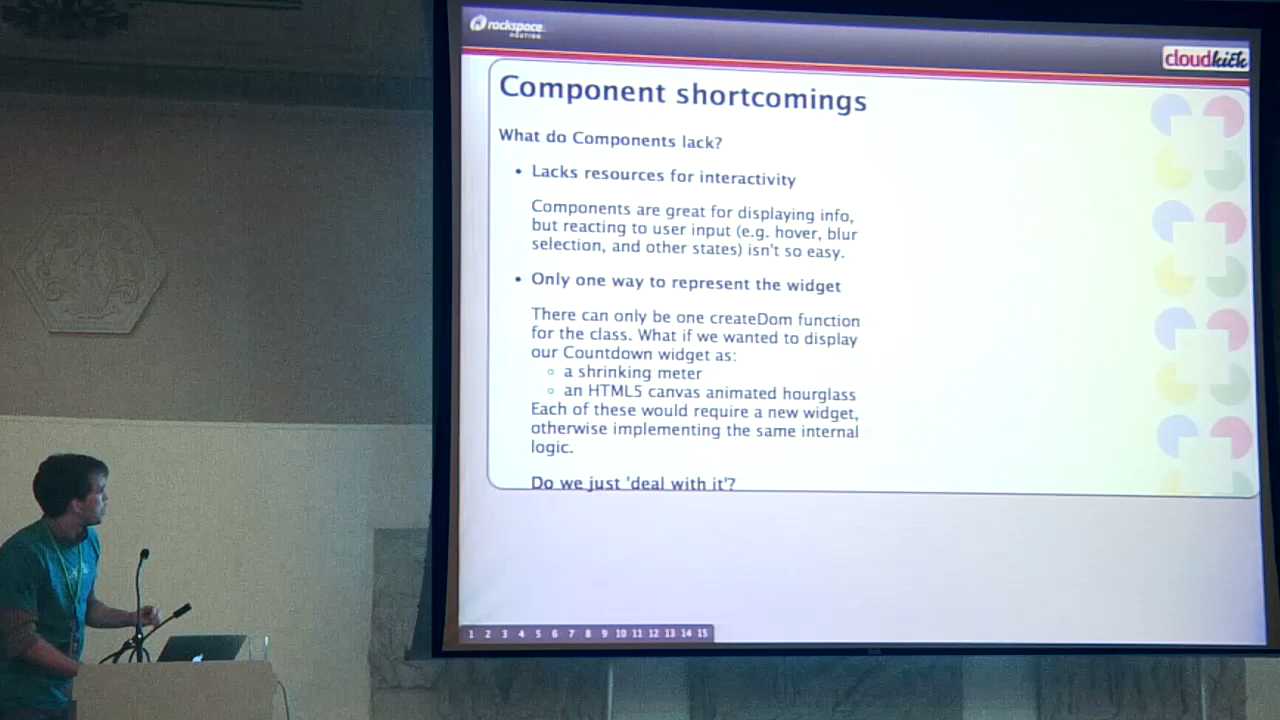 rackspace
HOSTING
cloudkick
Component shortcomings
What do Components lack?
• Lacks resources for interactivity
Components are great for displaying info,
but reacting to user input (e.g. hover, blur
selection, and other states) isn't so easy.
• Only one way to represent the widget
There can only be one createDom function
for the class. What if we wanted to display
our Countdown widget as:
◦ a shrinking meter
◦ an HTML5 canvas animated hourglass
Each of these would require a new widget,
otherwise implementing the same internal
logic.
Do we just 'deal with it'?
1 2 3 4 5 6 7 8 9 10 11 12 13 14 15